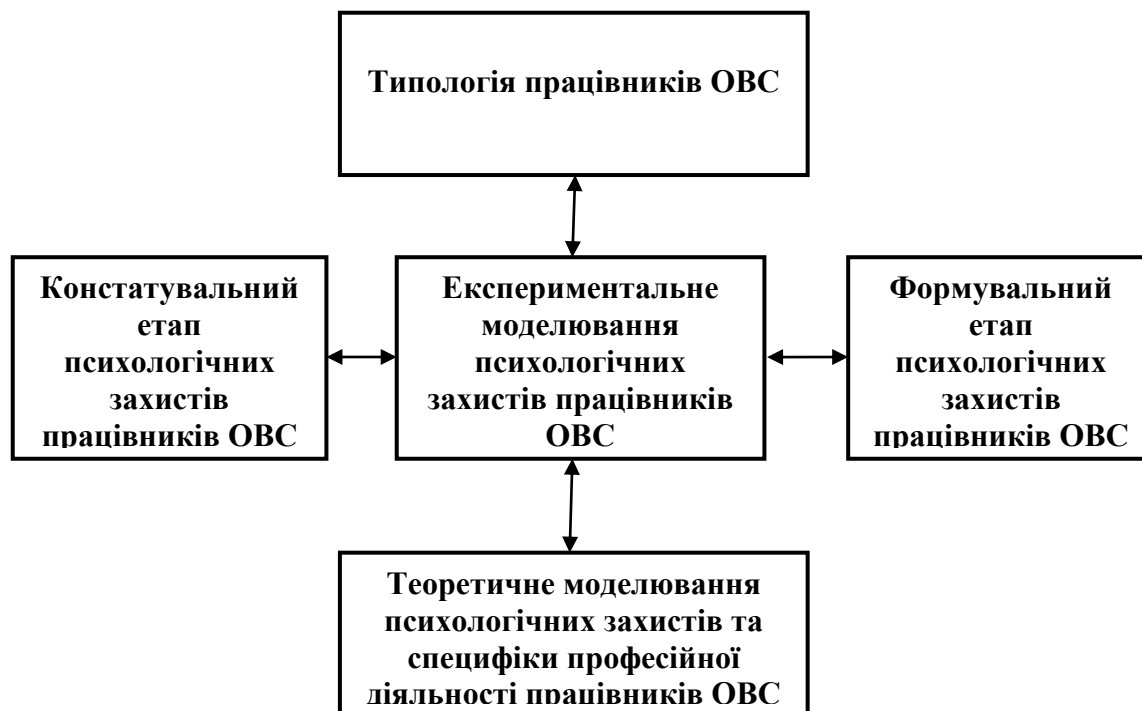 Типологія працівників ОВС
Констатувальний
етап
психологічних
захистів
працівників ОВС
Експериментальне
моделювання
психологічних
захистів працівників
ОВС
Формувальний
етап
психологічних
захистів
працівників ОВС
Теоретичне моделювання
психологічних захистів та
специфіки професійної
діяльності працівників ОВС